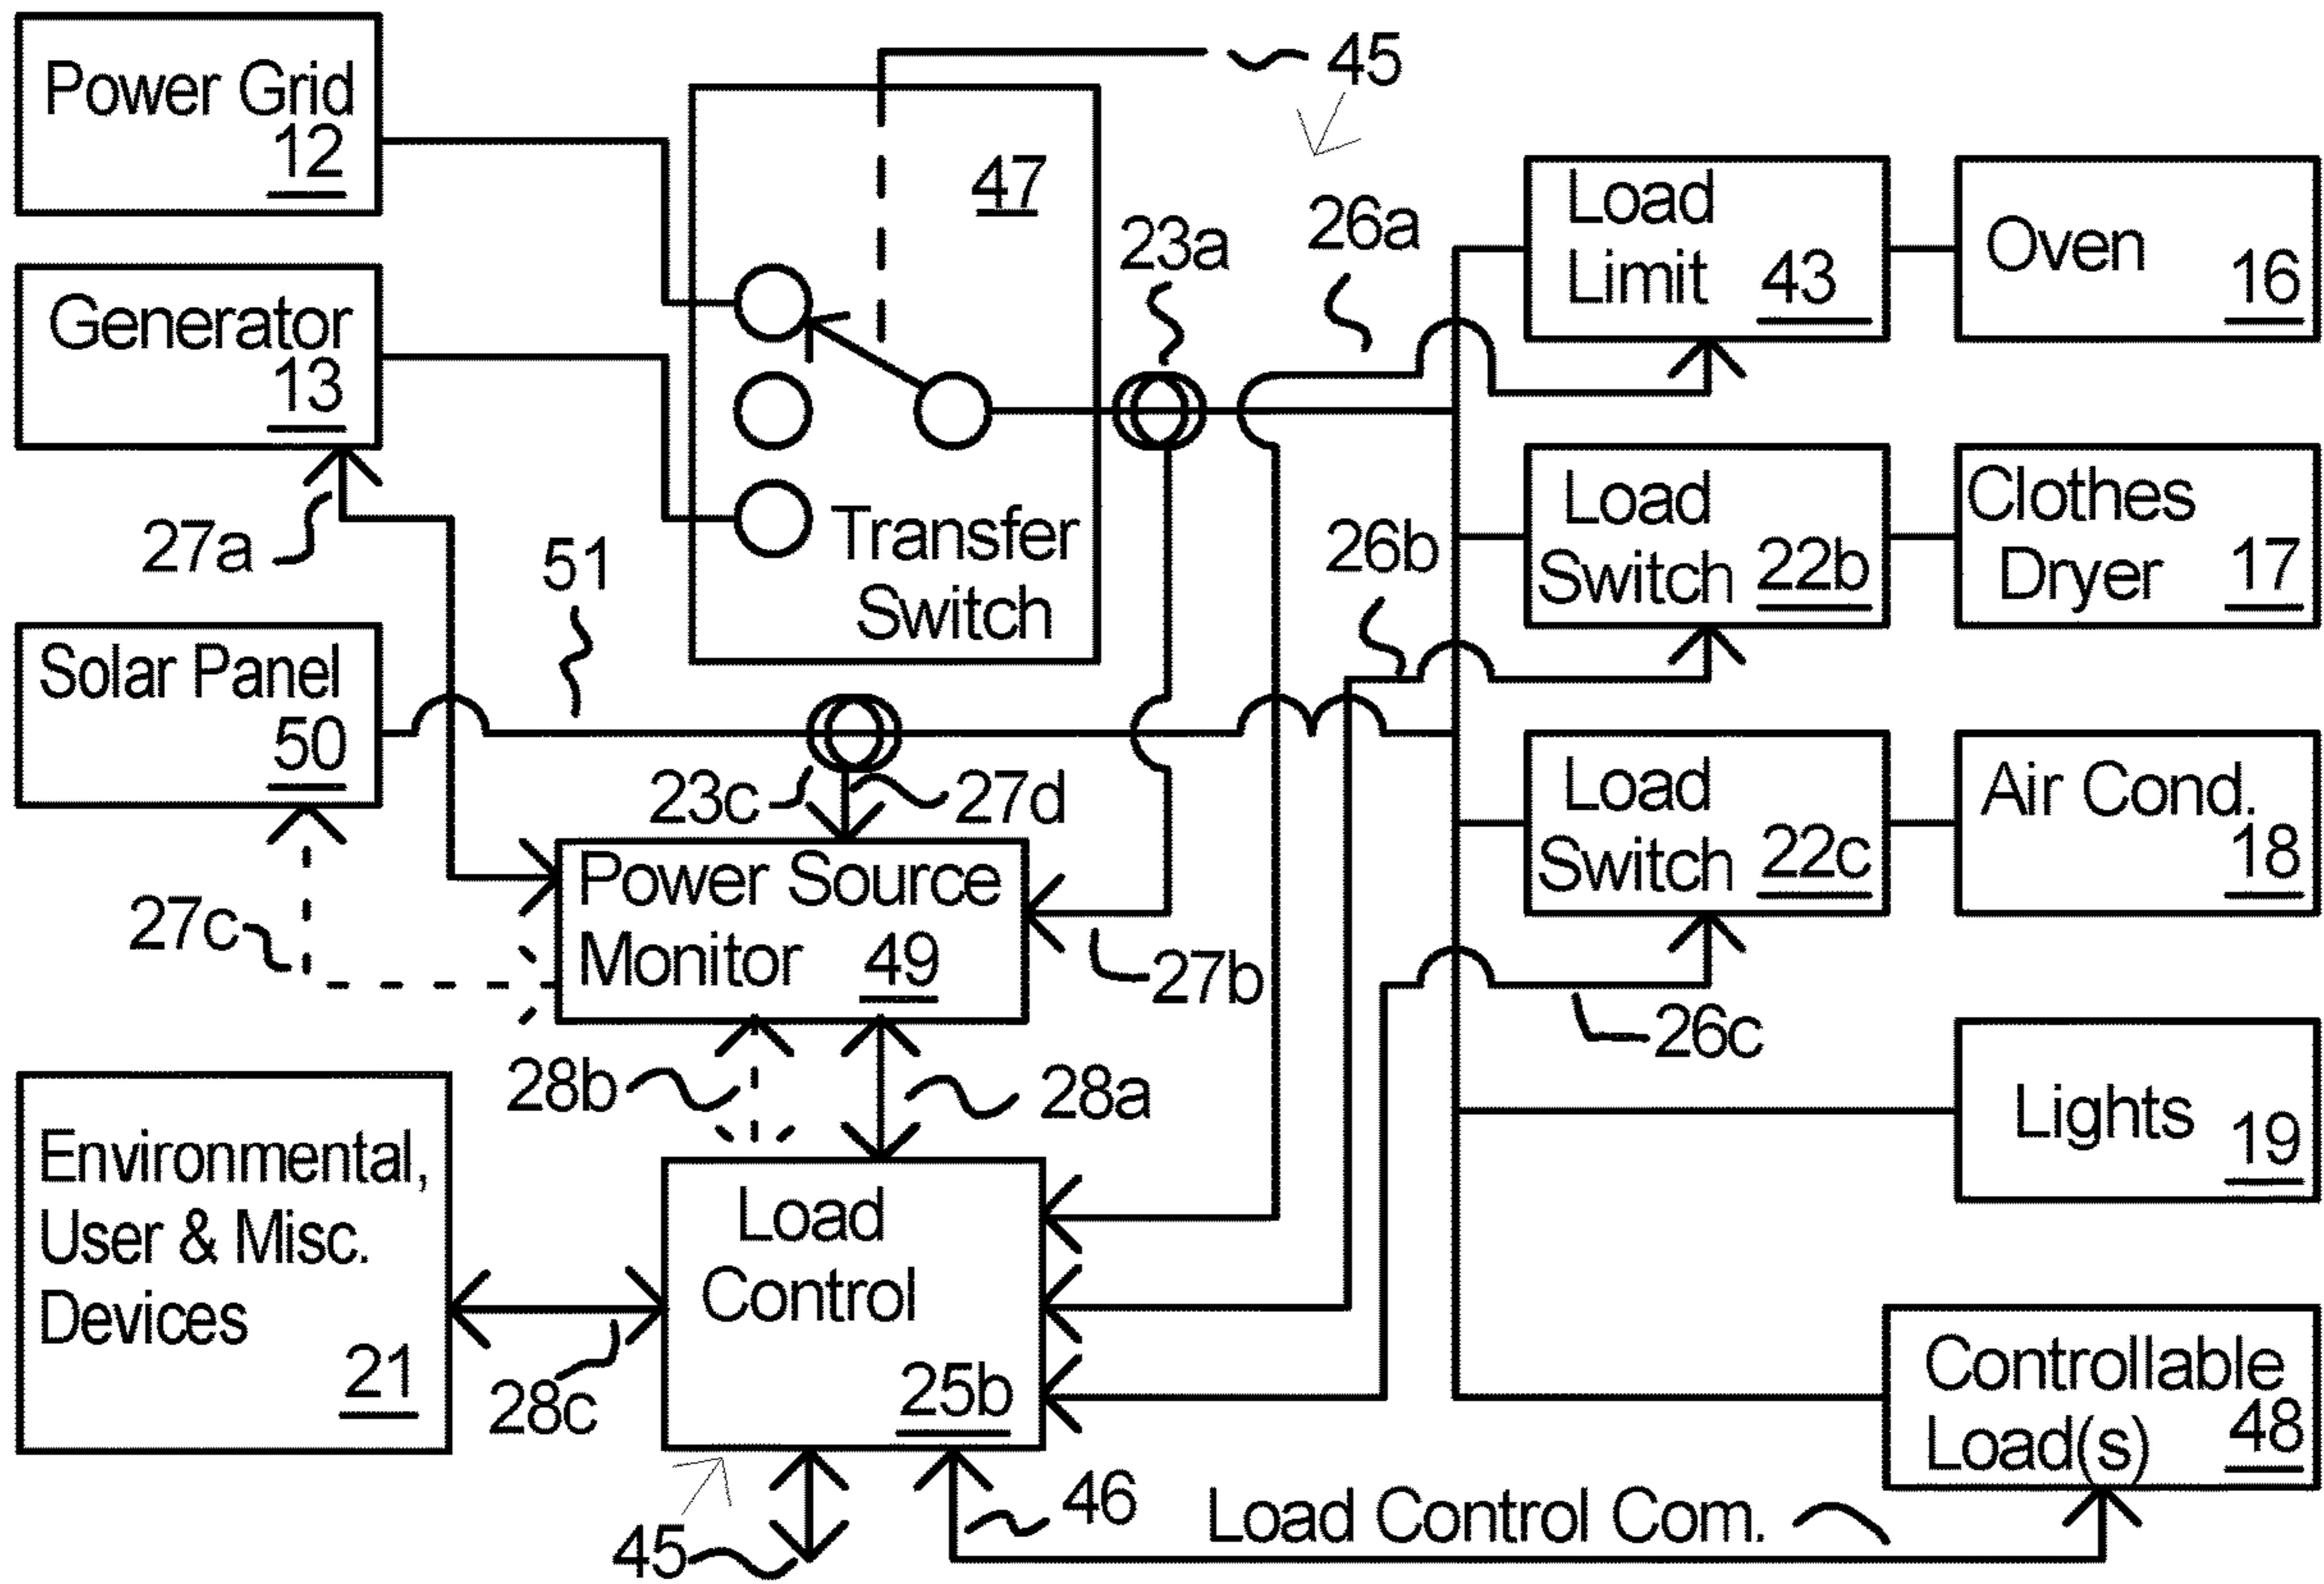 Power Grid
12
45
47
23a
26a
Load
Limit 43
Oven
16
Generator
13
27a
51
Transfer
Switch
26b
Load
Switch 22b
Clothes
Dryer 17
Solar Panel
50
23c
27d
Load
Switch 22c
Air Cond.
18
27c
Power Source
Monitor 49
27b
26c
28b
28a
Lights
19
Environmental,
User & Misc.
Devices
21
28c
Load
Control
25b
Controllable
Load(s) 48
45
46
Load Control Com.